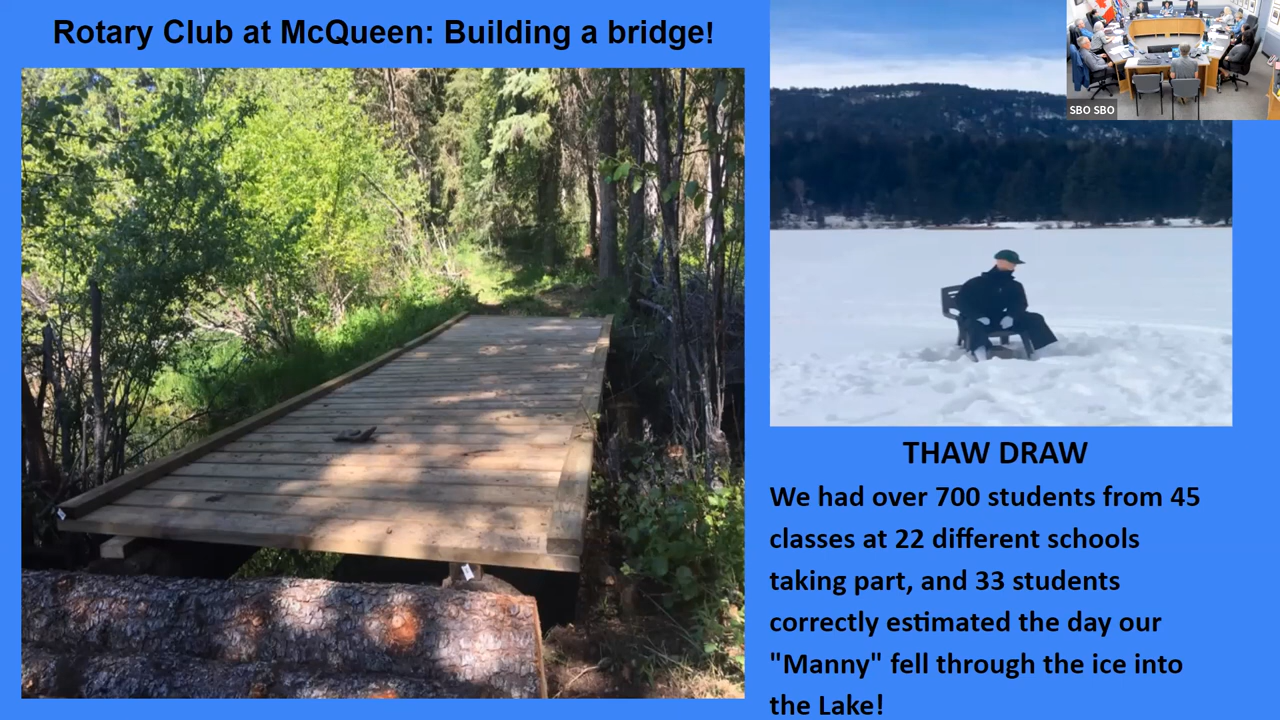 Rotary Club at McQueen: Building a bridge!
SBO SBO
THAW DRAW
We had over 700 students from 45
classes at 22 different schools
taking part, and 33 students
correctly estimated the day our
"Manny" fell through the ice into
the Lake!